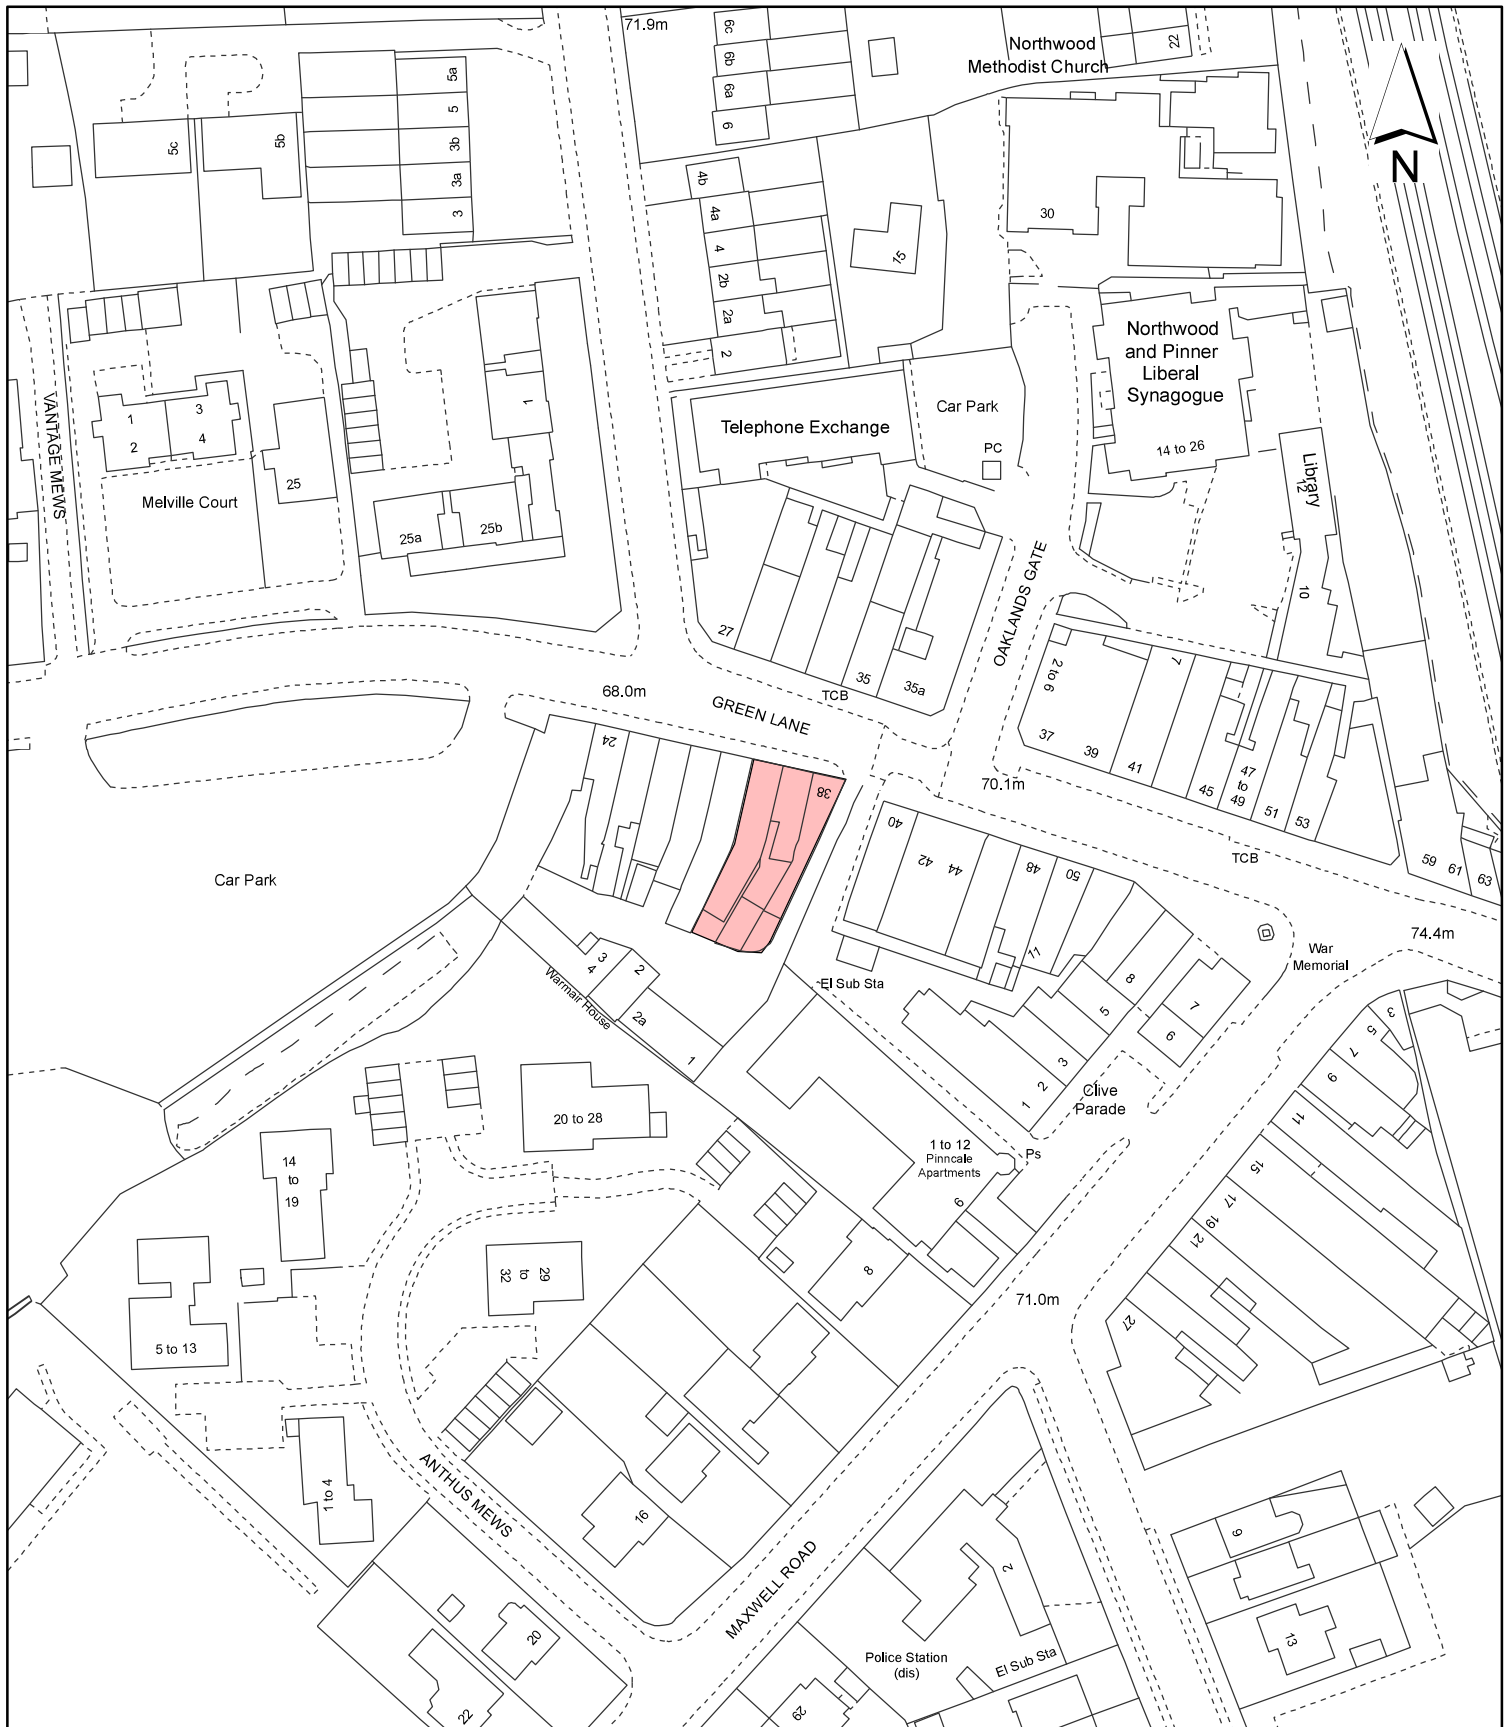 71.9m
6c
6b
6a
6
22
Northwood
Methodist Church
N
5a
5
3b
3a
3
5c
5b
4b
4a
4
2b
2a
2
15
30
Northwood
and Pinner
Liberal
Synagogue
14 to 26
Car Park
PC
Telephone Exchange
Library
12
10
VANTAGE MEWS
1
2
3
4
Melville Court
25
1
25a
25b
OAKLANDS GATE
27
35
35a
TCB
2 to 6
7
37
39
41
45
47
to
49
51
53
59
61
63
68.0m
GREEN LANE
24
38
70.1m
TCB
40
42
44
48
50
11
Car Park
74.4m
War
Memorial
El Sub Sta
3
4
2
2a
1
Warmair House
8
5
7
6
3
2
1
Clive
Parade
3
5
7
9
11
15
17
19
21
27
20 to 28
14
to
19
1 to 12
Pinncale
Apartments
Ps
9
8
29
to
32
71.0m
5 to 13
1 to 4
ANTHUS MEWS
16
MAXWELL ROAD
20
22
2
Police Station
(dis)
El Sub Sta
29
9
13